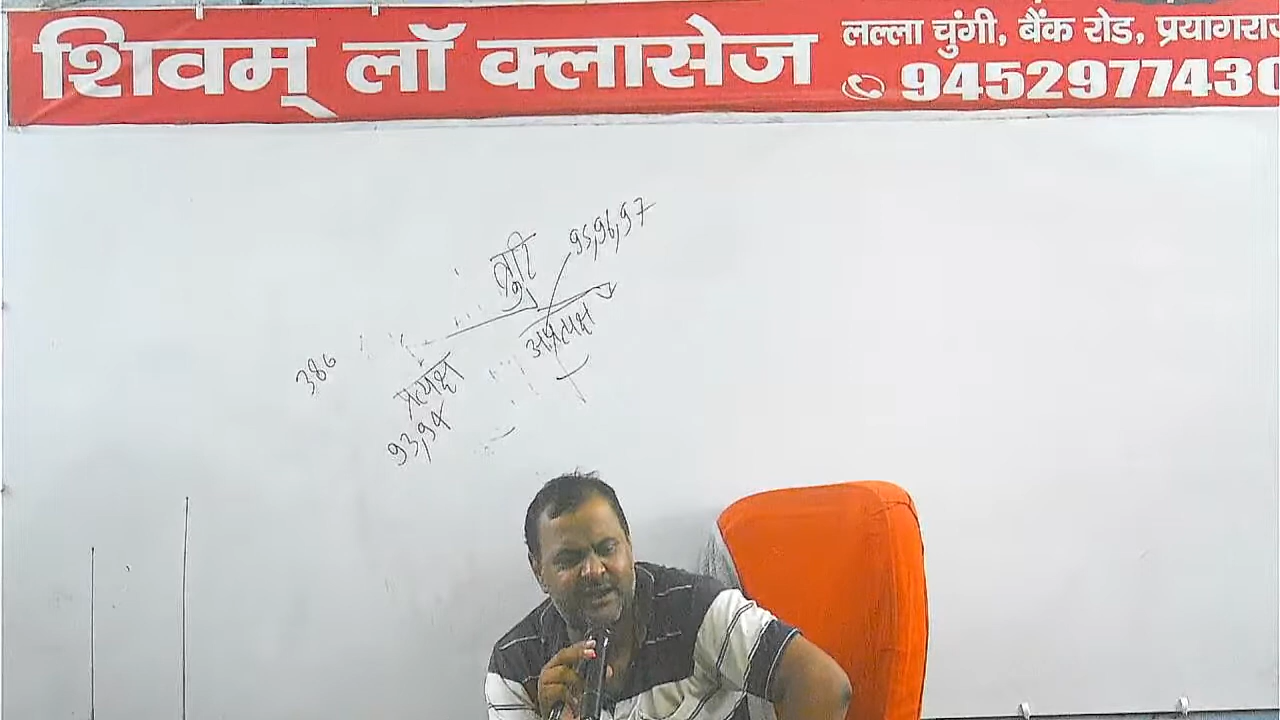 शिवम् लॉ क्लासेज
लल्ला चुंगी, बैंक रोड, प्रयागराज
9452977430
95,96,97
त्रुटि
अप्रत्यक्ष
386
प्रत्यक्ष
93,94